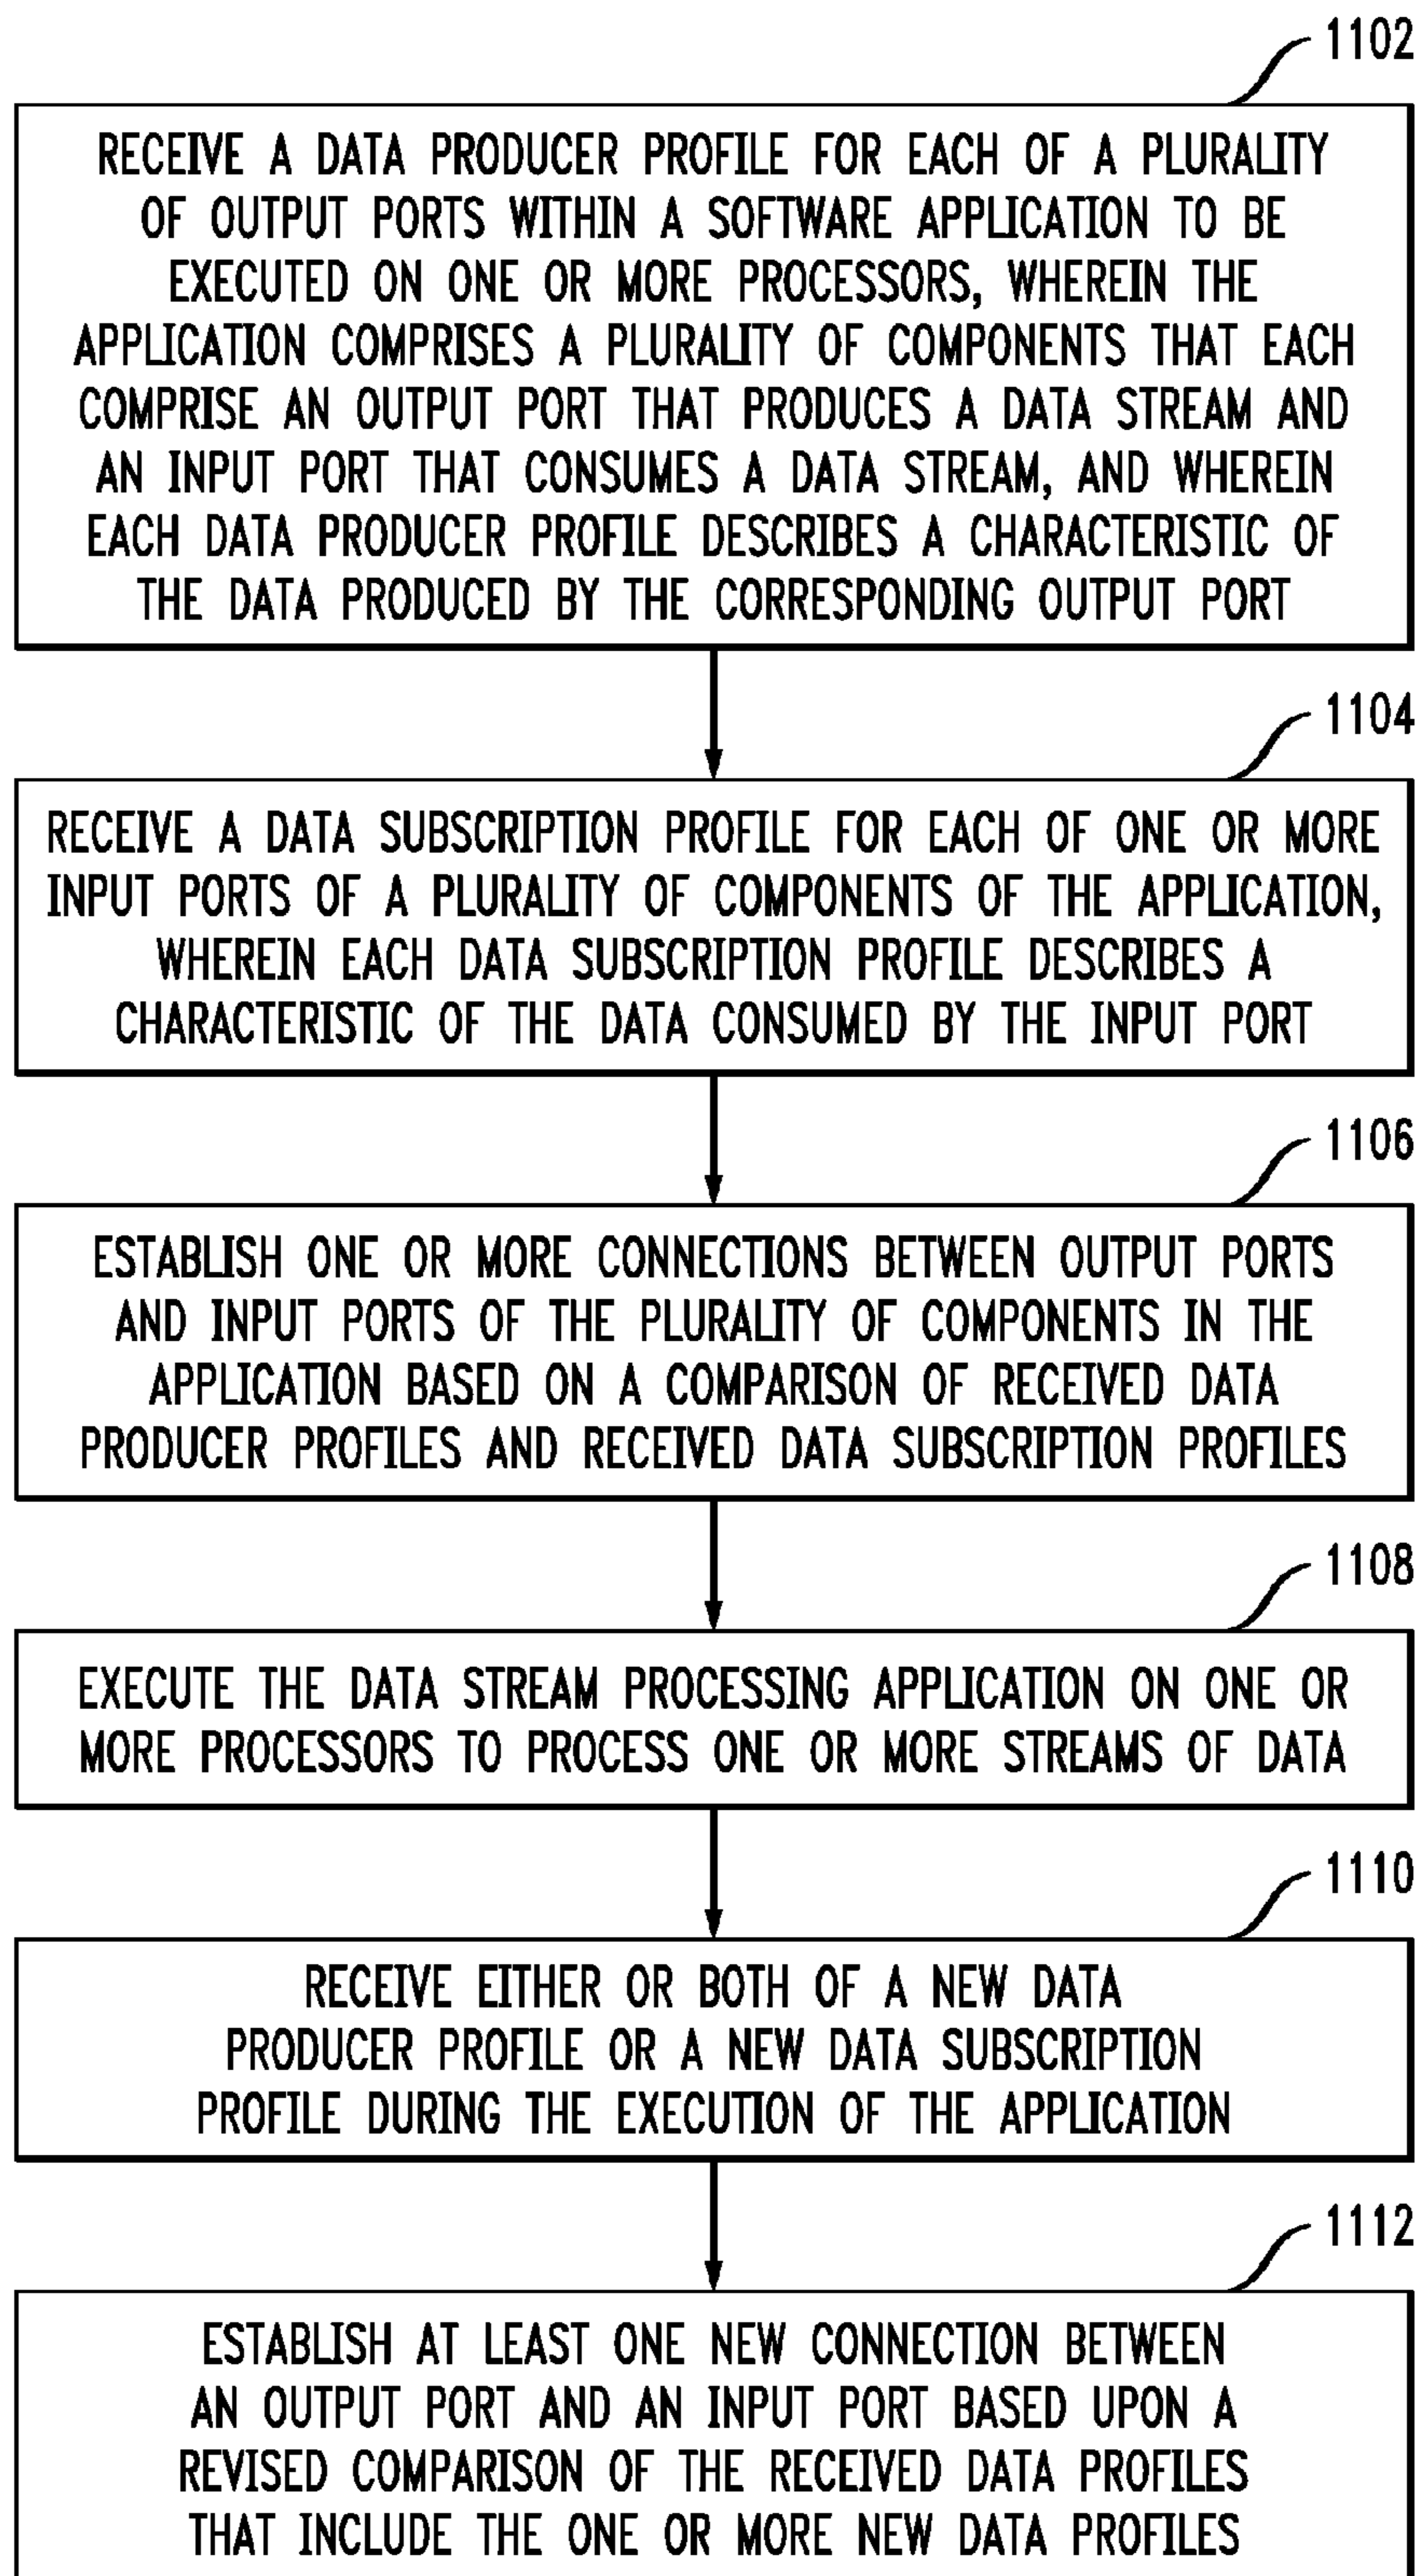 1102
RECEIVE A DATA PRODUCER PROFILE FOR EACH OF A PLURALITY
OF OUTPUT PORTS WITHIN A SOFTWARE APPLICATION TO BE
EXECUTED ON ONE OR MORE PROCESSORS, WHEREIN THE
APPLICATION COMPRISES A PLURALITY OF COMPONENTS THAT EACH
COMPRISE AN OUTPUT PORT THAT PRODUCES A DATA STREAM AND
AN INPUT PORT THAT CONSUMES A DATA STREAM, AND WHEREIN
EACH DATA PRODUCER PROFILE DESCRIBES A CHARACTERISTIC OF
THE DATA PRODUCED BY THE CORRESPONDING OUTPUT PORT
1104
RECEIVE A DATA SUBSCRIPTION PROFILE FOR EACH OF ONE OR MORE
INPUT PORTS OF A PLURALITY OF COMPONENTS OF THE APPLICATION,
WHEREIN EACH DATA SUBSCRIPTION PROFILE DESCRIBES A
CHARACTERISTIC OF THE DATA CONSUMED BY THE INPUT PORT
1106
ESTABLISH ONE OR MORE CONNECTIONS BETWEEN OUTPUT PORTS
AND INPUT PORTS OF THE PLURALITY OF COMPONENTS IN THE
APPLICATION BASED ON A COMPARISON OF RECEIVED DATA
PRODUCER PROFILES AND RECEIVED DATA SUBSCRIPTION PROFILES
1108
EXECUTE THE DATA STREAM PROCESSING APPLICATION ON ONE OR
MORE PROCESSORS TO PROCESS ONE OR MORE STREAMS OF DATA
1110
RECEIVE EITHER OR BOTH OF A NEW DATA
PRODUCER PROFILE OR A NEW DATA SUBSCRIPTION
PROFILE DURING THE EXECUTION OF THE APPLICATION
1112
ESTABLISH AT LEAST ONE NEW CONNECTION BETWEEN
AN OUTPUT PORT AND AN INPUT PORT BASED UPON A
REVISED COMPARISON OF THE RECEIVED DATA PROFILES
THAT INCLUDE THE ONE OR MORE NEW DATA PROFILES